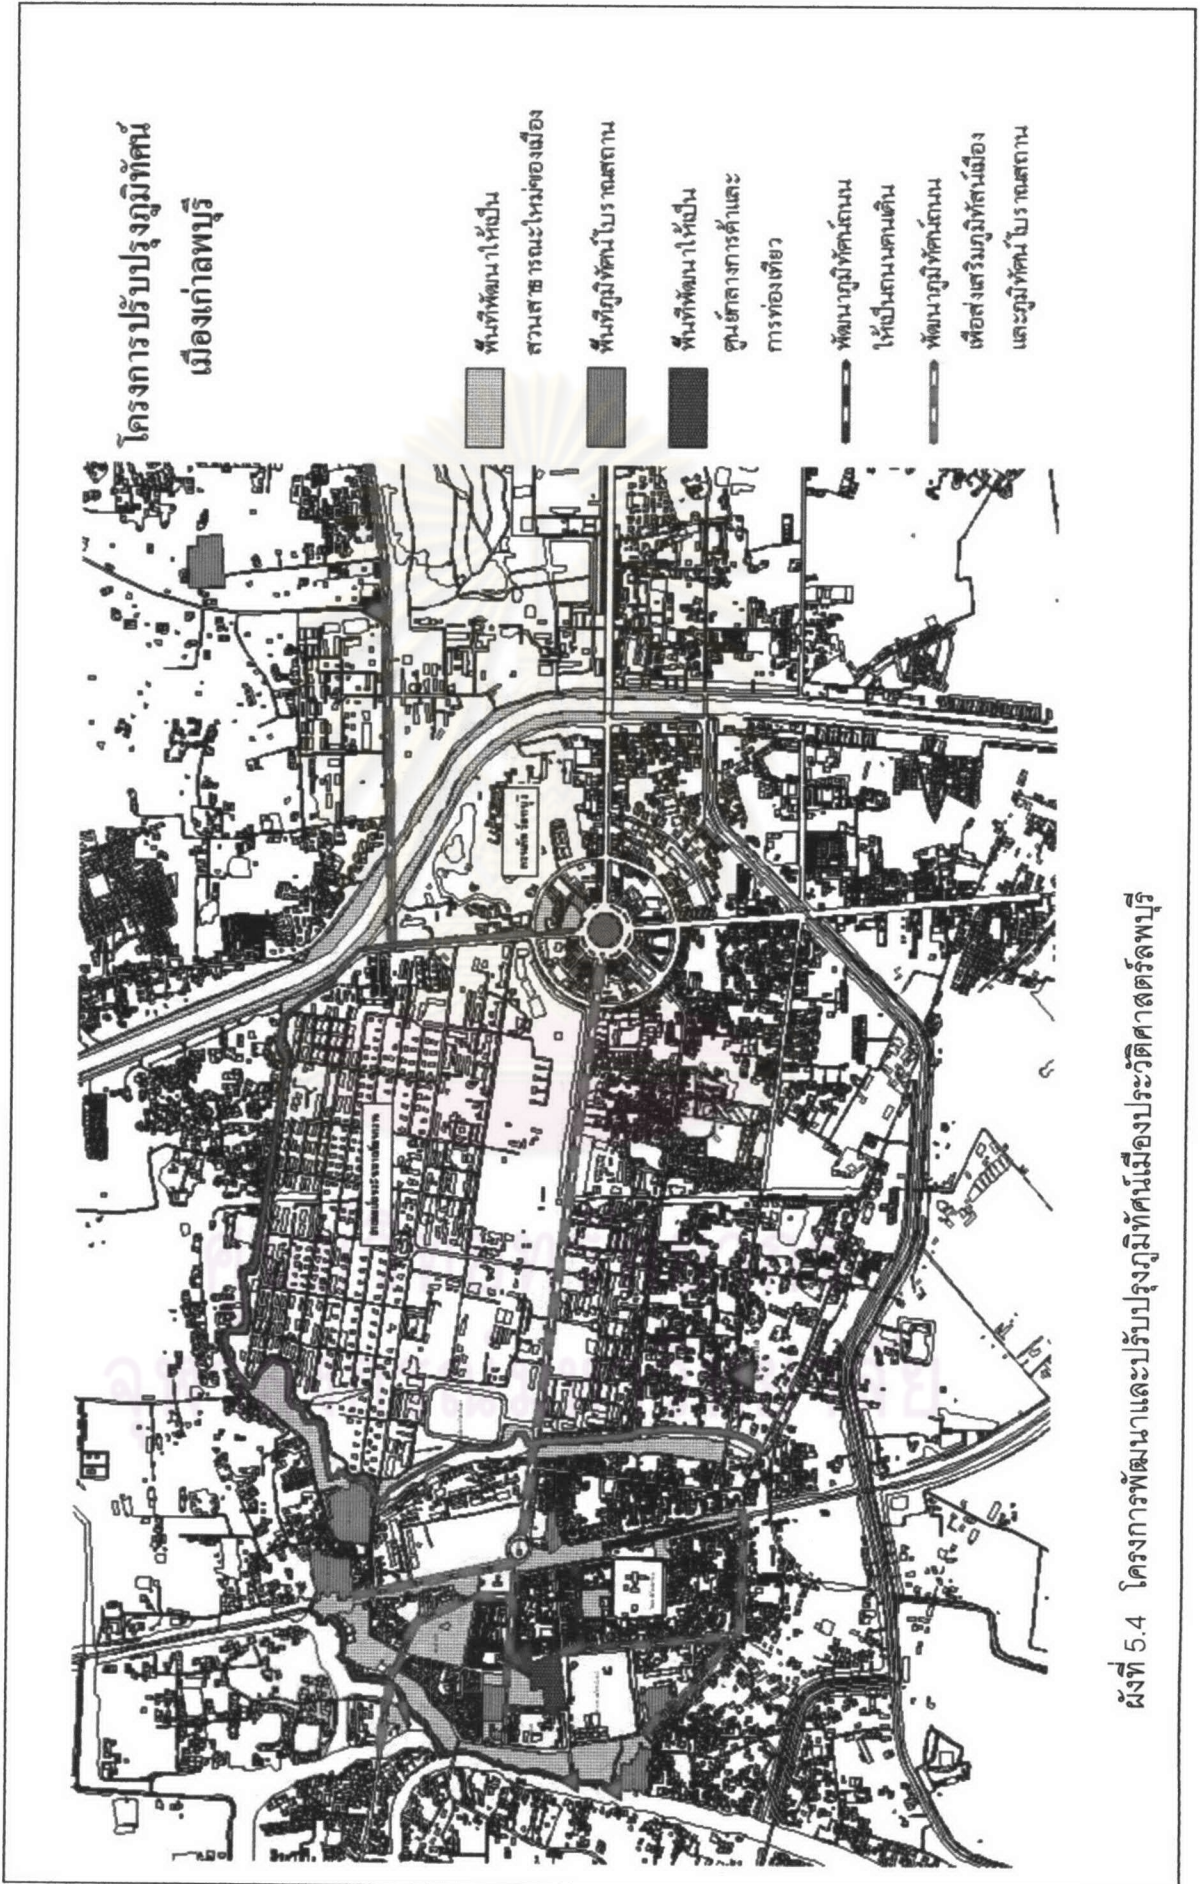 โครงการปรับปรุงภูมิทัศน์
เมืองเก่าลพบุรี
พื้นที่พัฒนาให้เป็น
สวนสาธารณะใหม่ของเมือง
พื้นที่ภูมิทัศน์โบราณสถาน
พื้นที่พัฒนาให้เป็น
ศูนย์กลางการค้าและ
การท่องเที่ยว
พัฒนาภูมิทัศน์ถนน
ให้เป็นถนนคนเดิน
พัฒนาภูมิทัศน์ถนน
เพื่อส่งเสริมภูมิทัสน์เมือง
และภูมิทัศน์โบราณสถาน
ผังที่ 5.4 โครงการพัฒนาและปรับปรุงภูมิทัศน์เมืองประวัติศาสตร์ลพบุรี